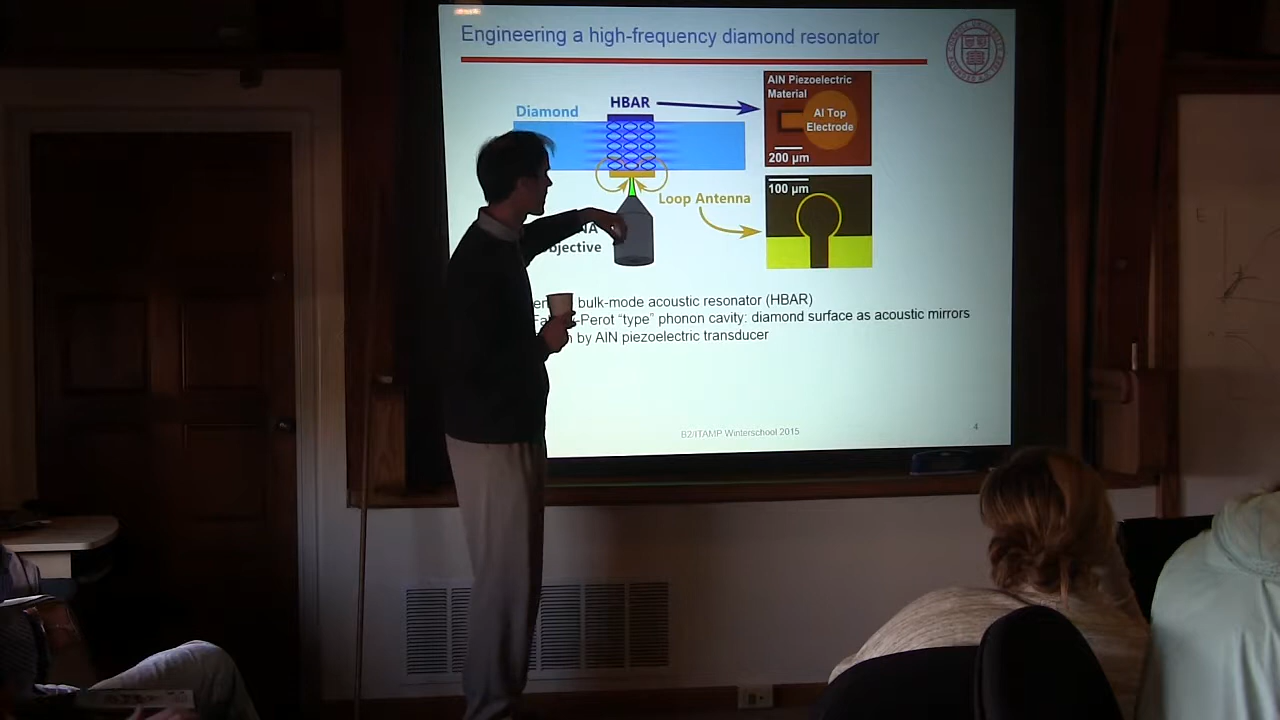 Engineering a high-frequency diamond resonator
AlN Piezoelectric
Material
Al Top
Electrode
200 µm
HBAR
Diamond
100 µm
Loop Antenna
NA
bjective
bulk-mode acoustic resonator (HBAR)
Perot “type” phonon cavity: diamond surface as acoustic mirrors
by AlN piezoelectric transducer
B2/ITAMP Winterschool 2015
4